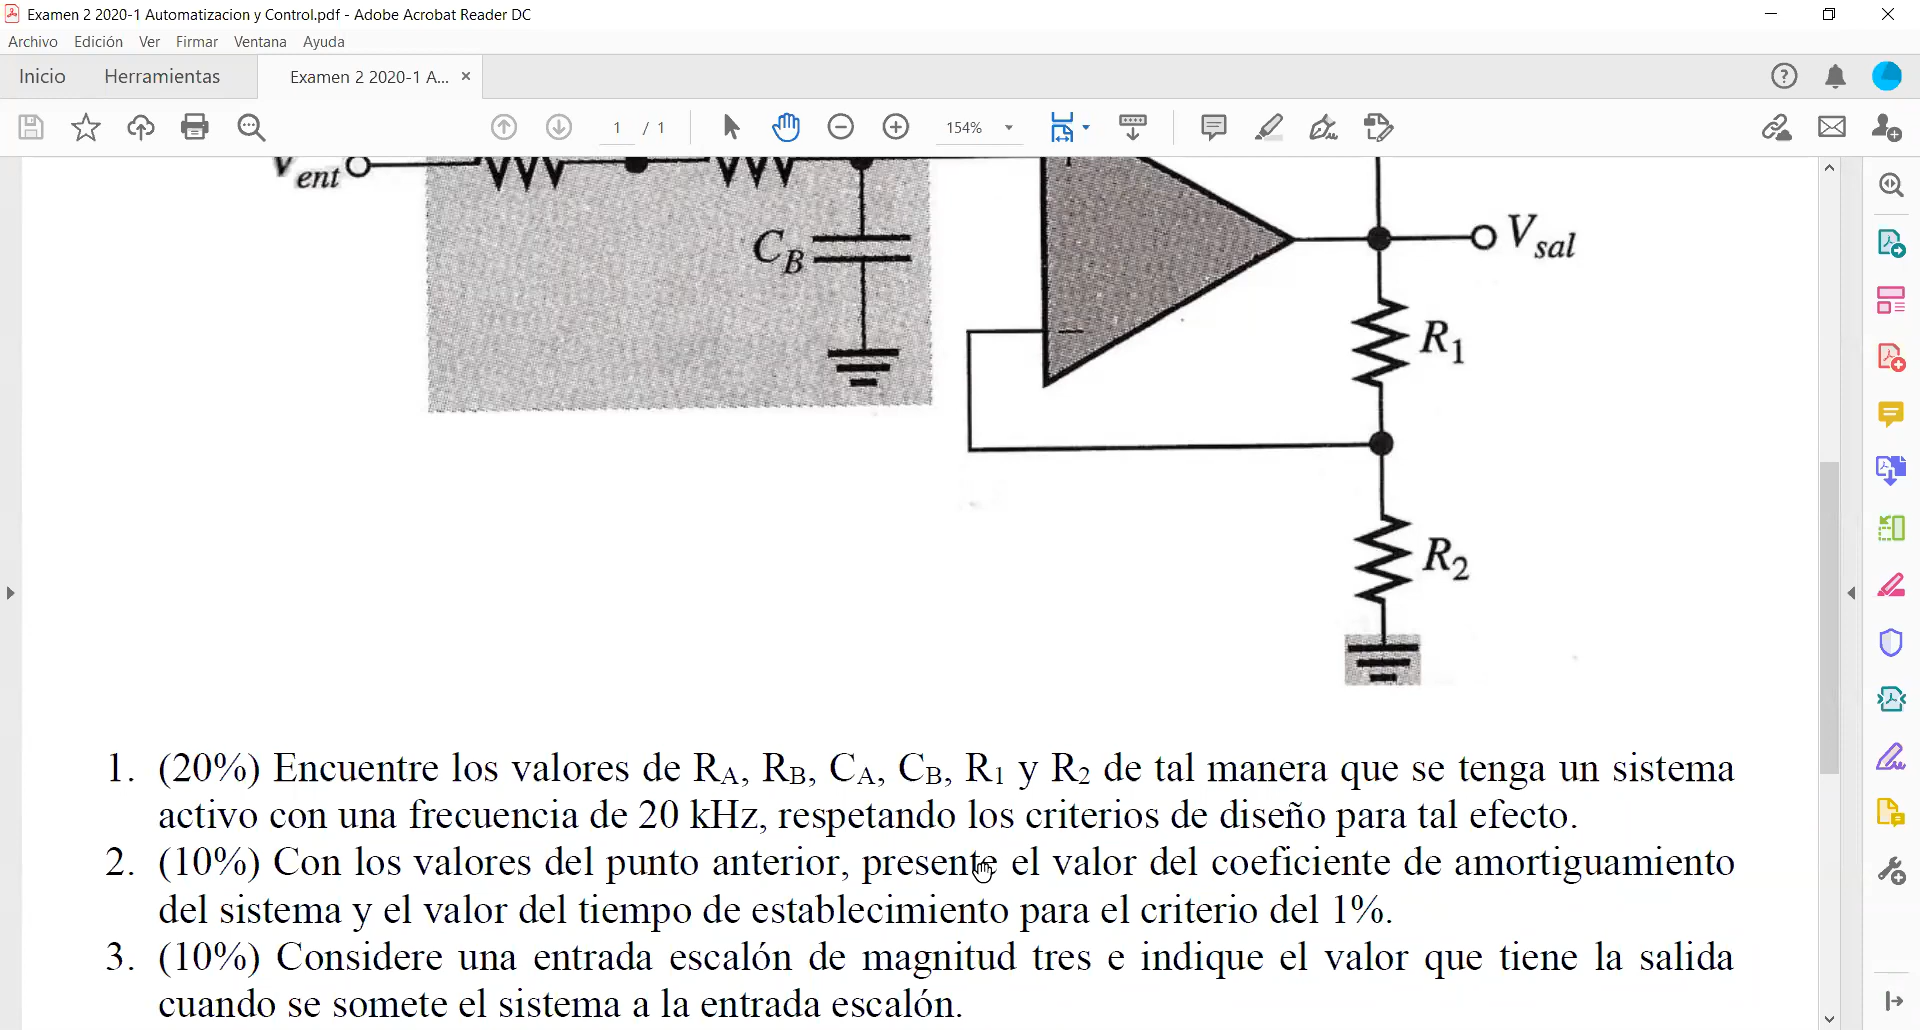 Examen 2 2020-1 Automatizacion y Control.pdf - Adobe Acrobat Reader DC
Archivo Edición Ver Firmar Ventana Ayuda
Inicio Herramientas Examen 2 2020-1 A... ×
1 / 1 154%
Vent
CB
Vsal
R1
R2
1. (20%) Encuentre los valores de RA, RB, CA, CB, R1 y R2 de tal manera que se tenga un sistema
activo con una frecuencia de 20 kHz, respetando los criterios de diseño para tal efecto.
2. (10%) Con los valores del punto anterior, presente el valor del coeficiente de amortiguamiento
del sistema y el valor del tiempo de establecimiento para el criterio del 1%.
3. (10%) Considere una entrada escalón de magnitud tres e indique el valor que tiene la salida
cuando se somete el sistema a la entrada escalón.